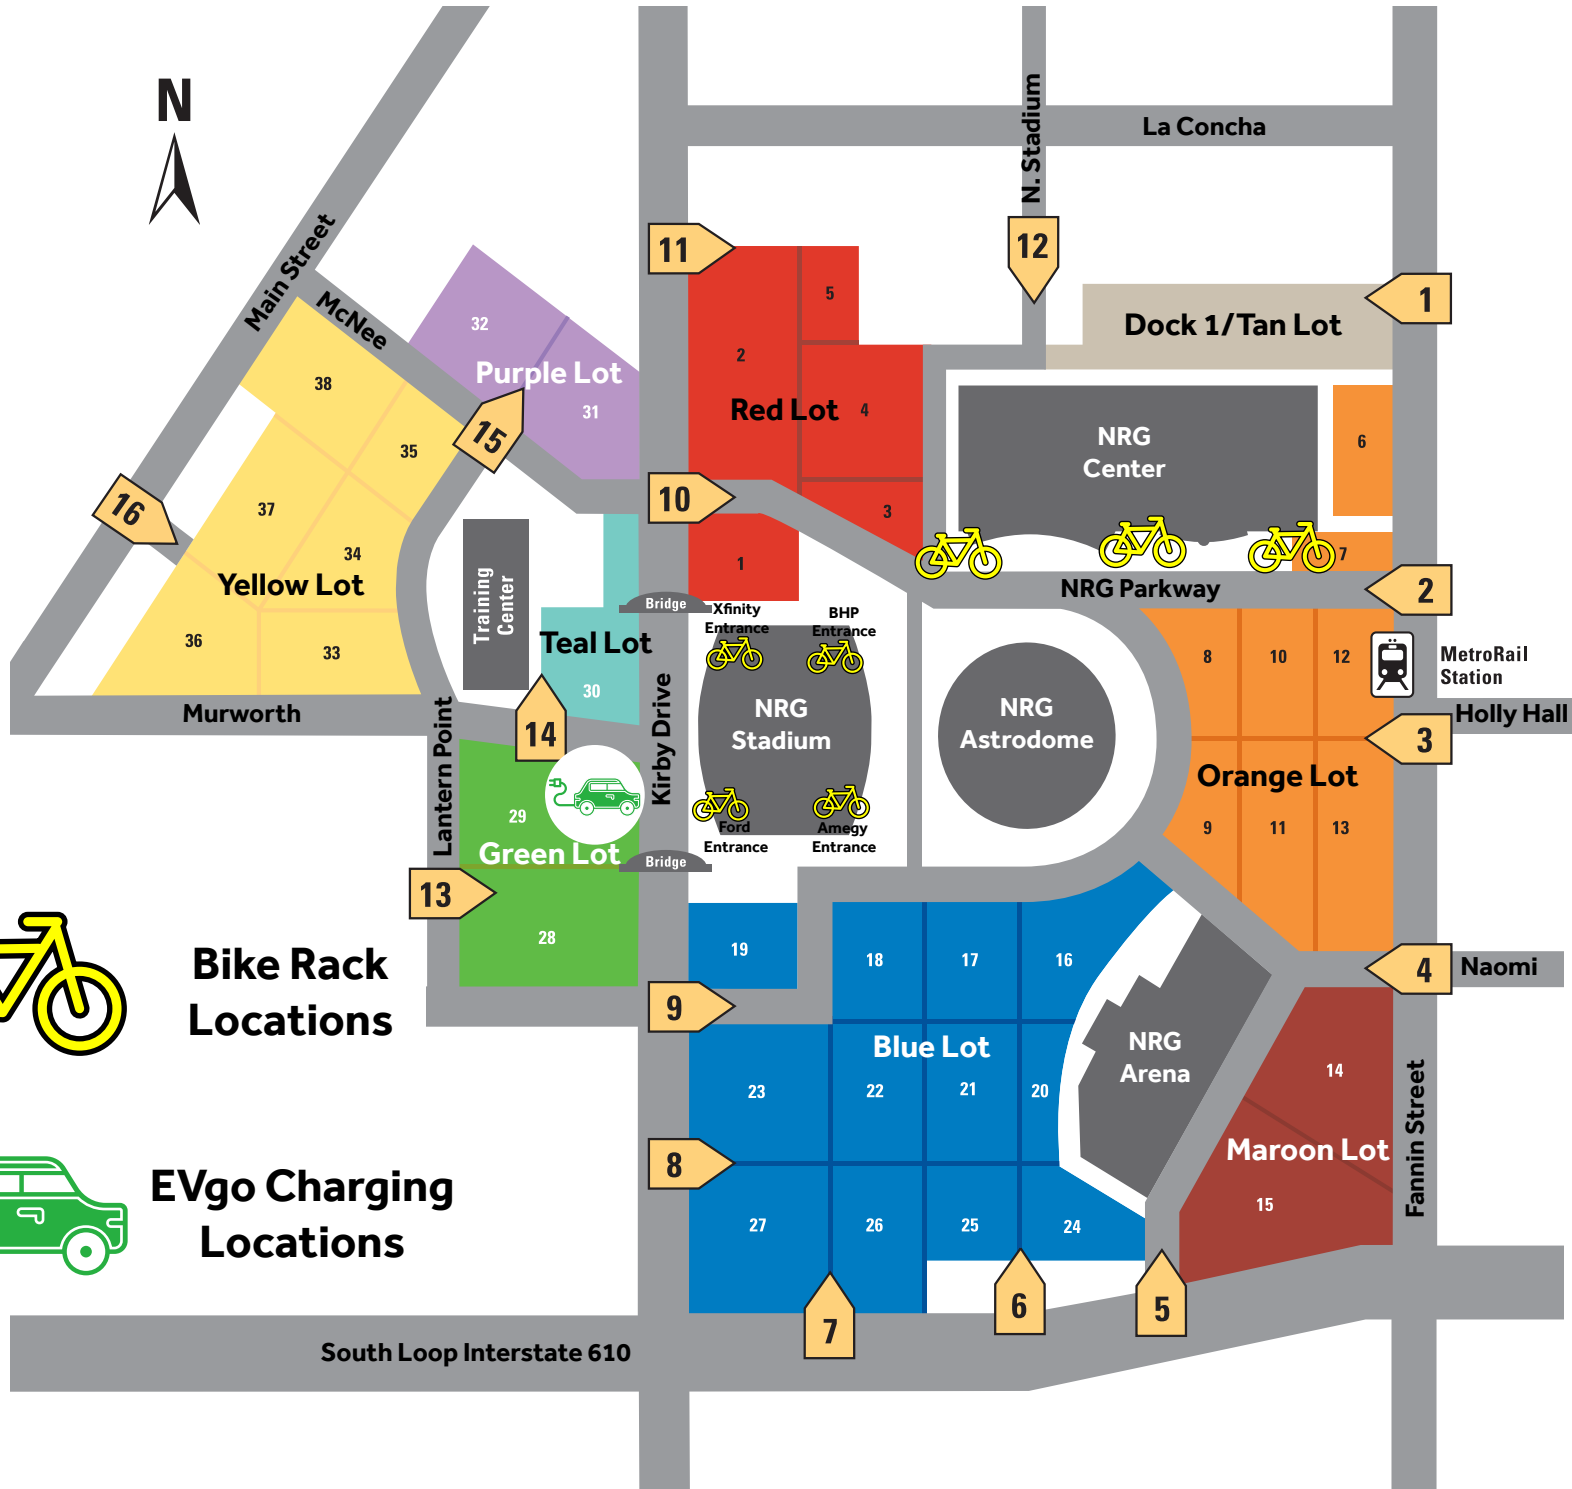 N
N. Stadium
La Concha
Main Street
McNee
11
12
1
5
32
Dock 1/Tan Lot
2
Purple Lot
38
31
Red Lot
4
15
35
NRG
Center
6
10
16
37
3
34
1
7
Training
Center
Yellow Lot
NRG Parkway
2
Bridge
Xfinity
Entrance
BHP
Entrance
Teal Lot
36
33
8
10
12
MetroRail
Station
30
Murworth
14
Lantern Point
Kirby Drive
NRG
Stadium
NRG
Astrodome
Holly Hall
3
Orange Lot
29
9
11
13
Green Lot
Bridge
Ford
Entrance
Amegy
Entrance
13
28
19
18
17
16
4
Naomi
Bike Rack
Locations
9
Blue Lot
NRG
Arena
23
22
21
20
14
Fannin Street
8
Maroon Lot
15
EVgo Charging
Locations
27
26
25
24
7
6
5
South Loop Interstate 610